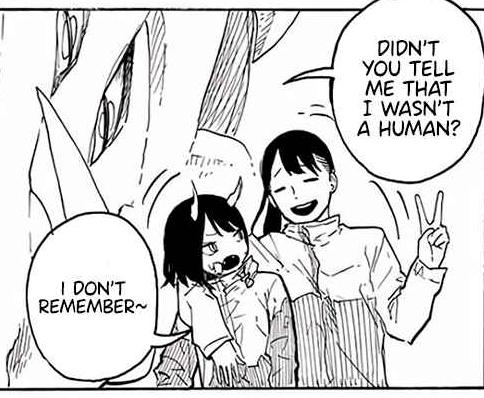 DIDN'T
YOU TELL
ME THAT
I WASN'T
A HUMAN?
I DON'T
REMEMBER~